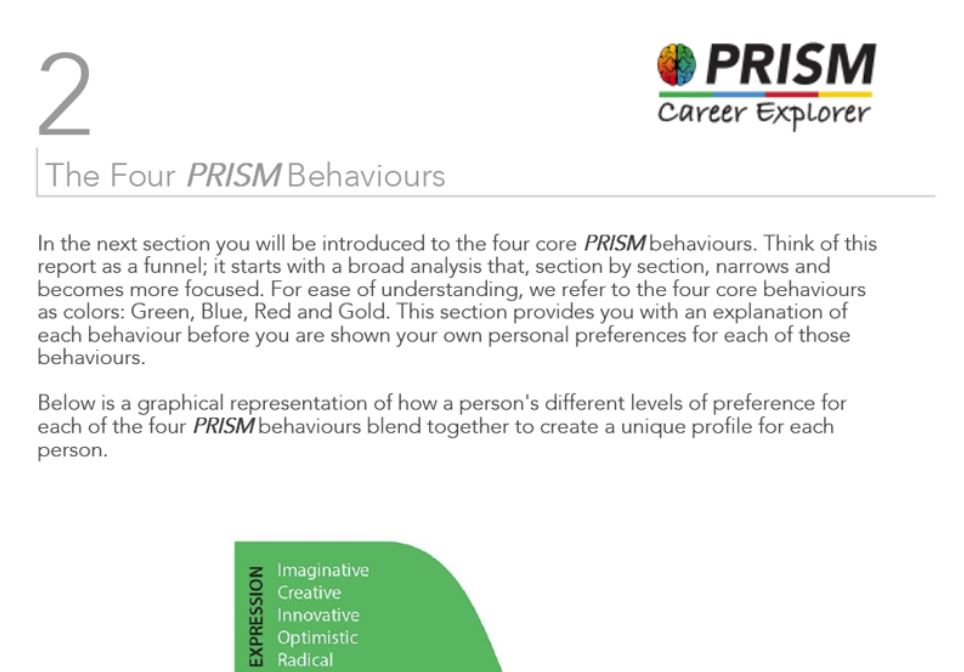 2
PRISM
Career Explorer
The Four PRISM Behaviours
In the next section you will be introduced to the four core PRISM behaviours. Think of this
report as a funnel; it starts with a broad analysis that, section by section, narrows and
becomes more focused. For ease of understanding, we refer to the four core behaviours
as colors: Green, Blue, Red and Gold. This section provides you with an explanation of
each behaviour before you are shown your own personal preferences for each of those
behaviours.
Below is a graphical representation of how a person's different levels of preference for
each of the four PRISM behaviours blend together to create a unique profile for each
person.
EXPRESSION
Imaginative
Creative
Innovative
Optimistic
Radical